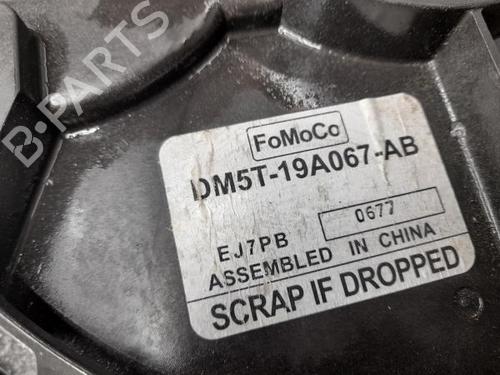 B-PARTS
FoMoCo
DM5T-19A067-AB
EJ7PB 0677
ASSEMBLED IN CHINA
SCRAP IF DROPPED